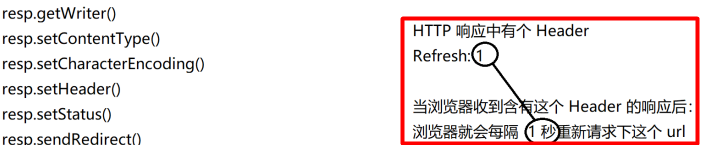 resp.getWriter()
resp.setContentType()
resp.setCharacterEncoding()
resp.setHeader()
resp.setStatus()
resp.sendRedirect()
HTTP 响应中有个 Header
Refresh: 1
当浏览器收到含有这个 Header 的响应后：
浏览器就会每隔 1 秒重新请求下这个 url